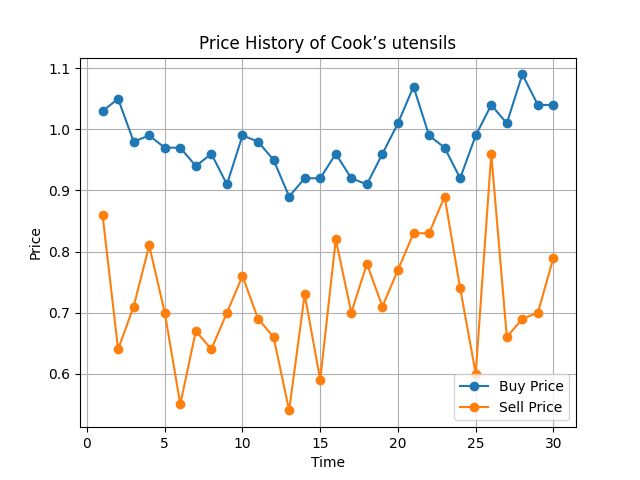 Price History of Cook’s utensils
1.1
1.0
0.9
0.8
0.7
0.6
Price
0 5 10 15 20 25 30
Time
Buy Price
Sell Price